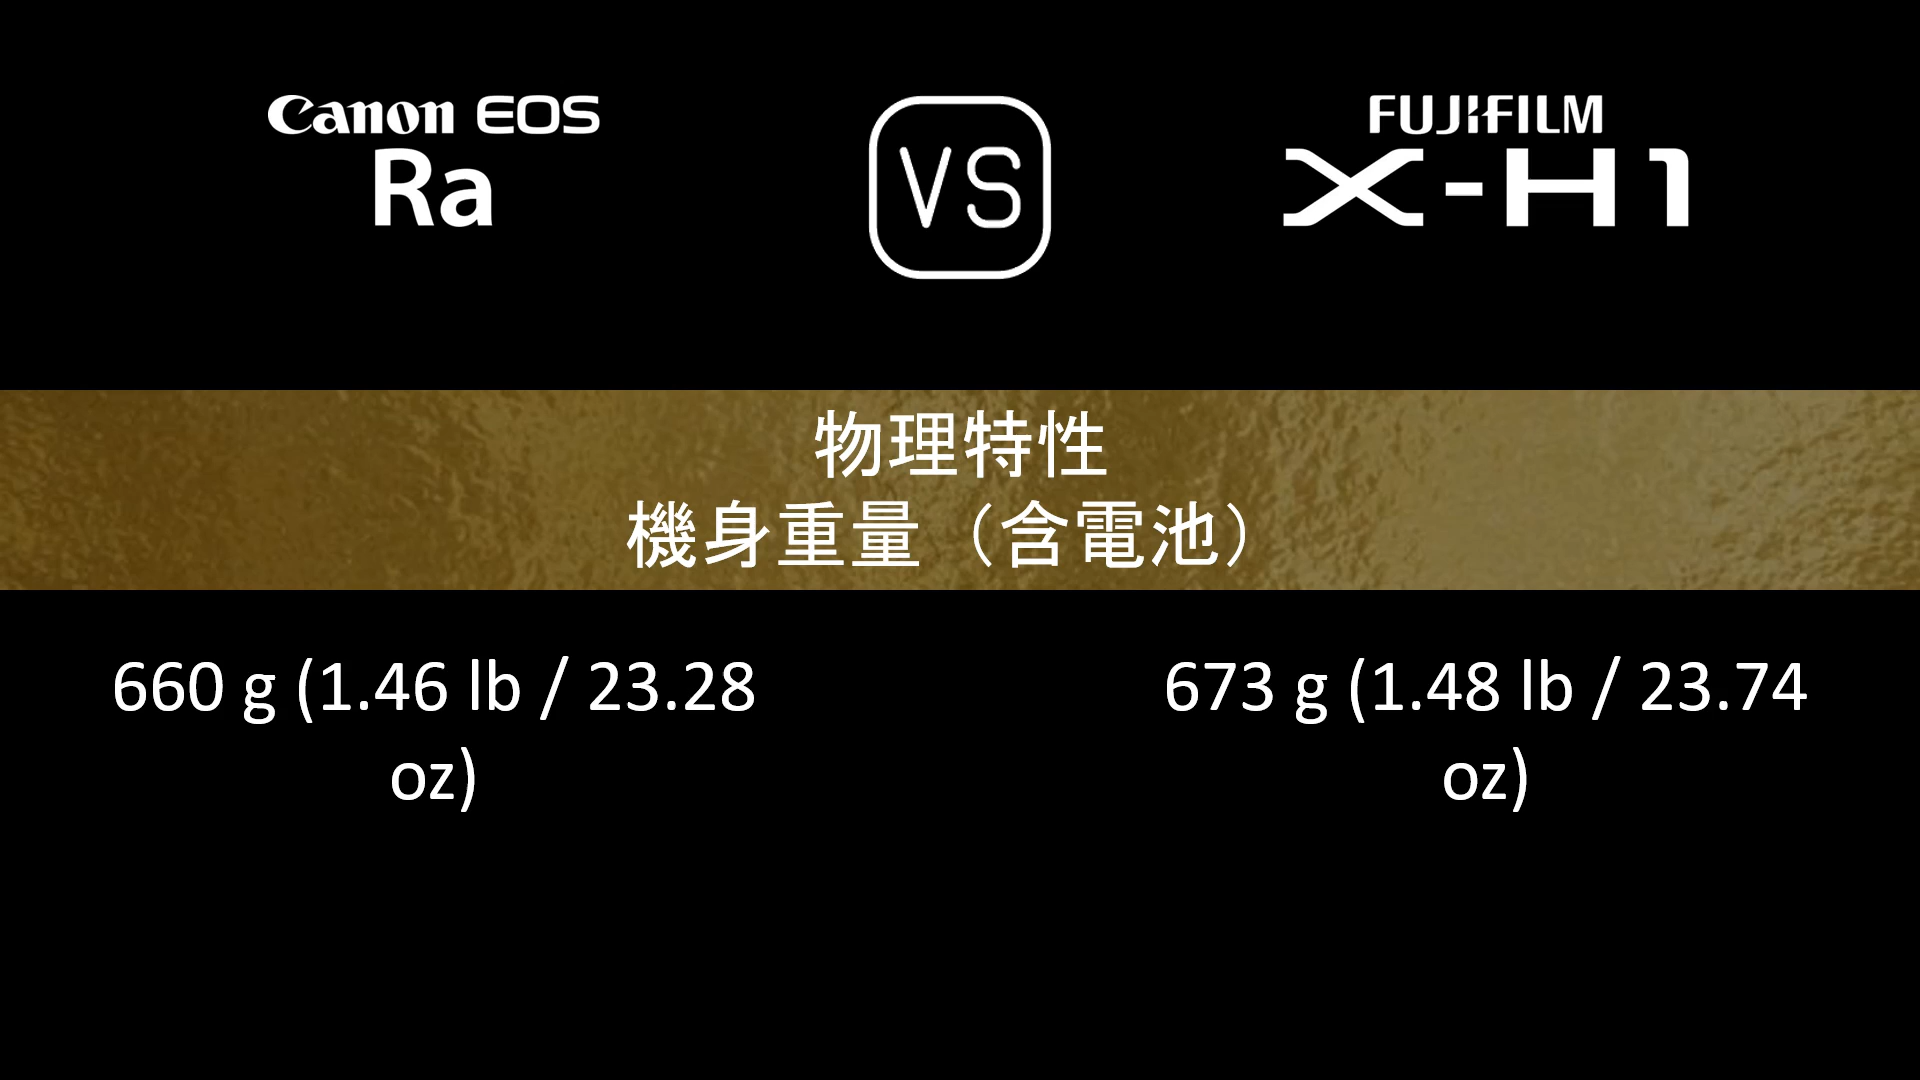 Canon EOS
Ra
VS
FUJIFILM
X-H1
物理特性
機身重量（含電池）
660 g (1.46 lb / 23.28
oz)
673 g (1.48 lb / 23.74
oz)